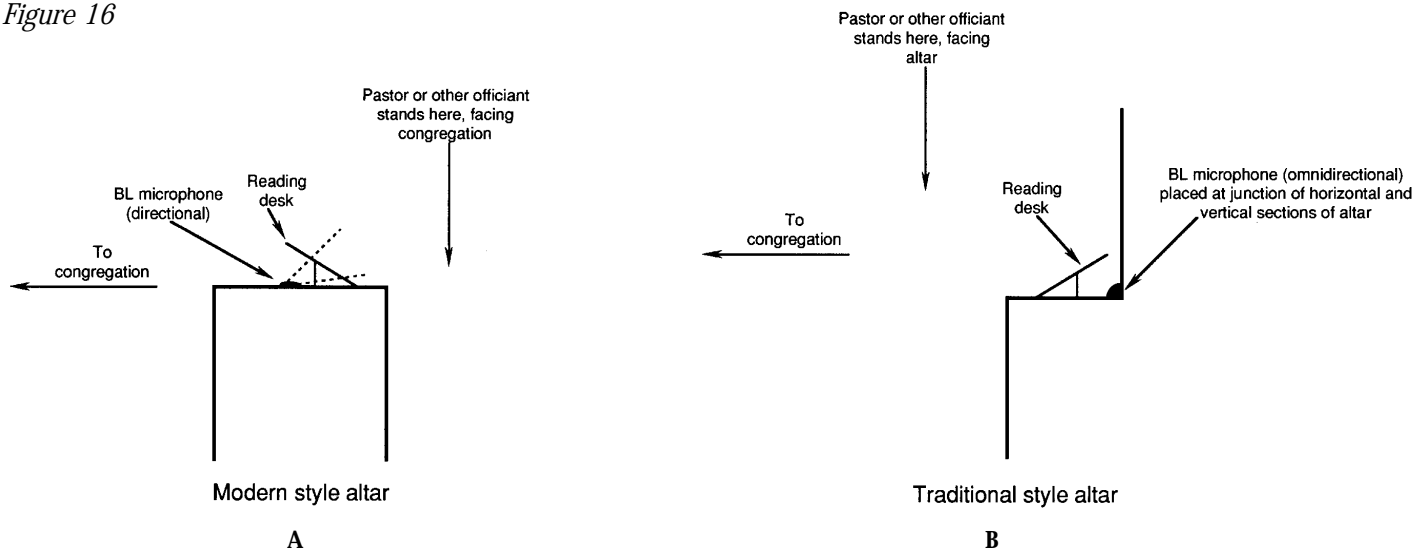 Figure 16
Pastor or other officiant
stands here, facing
congregation
Reading
desk
BL microphone
(directional)
To
congregation
Modern style altar
A
Pastor or other officiant
stands here, facing
altar
Reading
desk
BL microphone (omnidirectional)
placed at junction of horizontal and
vertical sections of altar
To
congregation
Traditional style altar
B